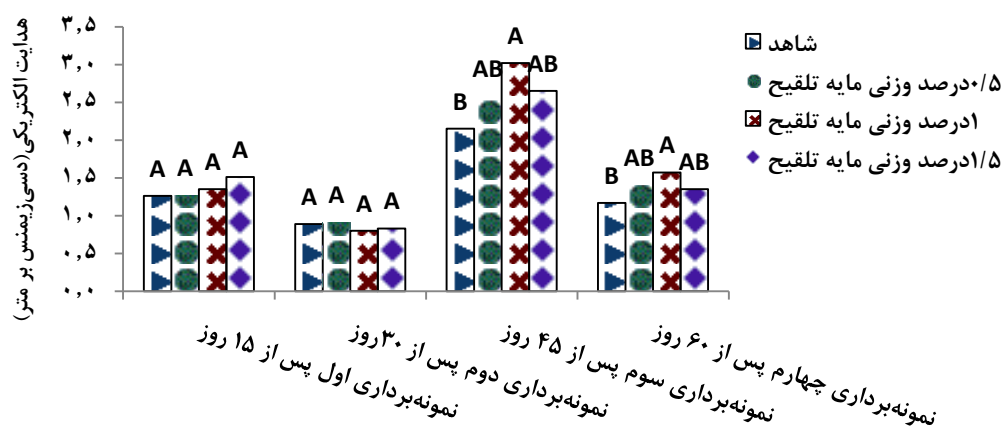 هدایت الکتریکی(دسی‌زیمنس بر متر)
۳,۵
۳,۰
۲,۵
۲,۰
۱,۵
۱,۰
۰,۵
۰,۰
A A A A
A A A A
B AB A AB
B AB A AB
نمونه‌برداری اول پس از ۱۵ روز
نمونه‌برداری دوم پس از ۳۰روز
نمونه‌برداری سوم پس از ۴۵ روز
نمونه‌برداری چهارم پس از ۶۰ روز
شاهد
۰/۵درصد وزنی مایه تلقیح
۱درصد وزنی مایه تلقیح
۱/۵درصد وزنی مایه تلقیح